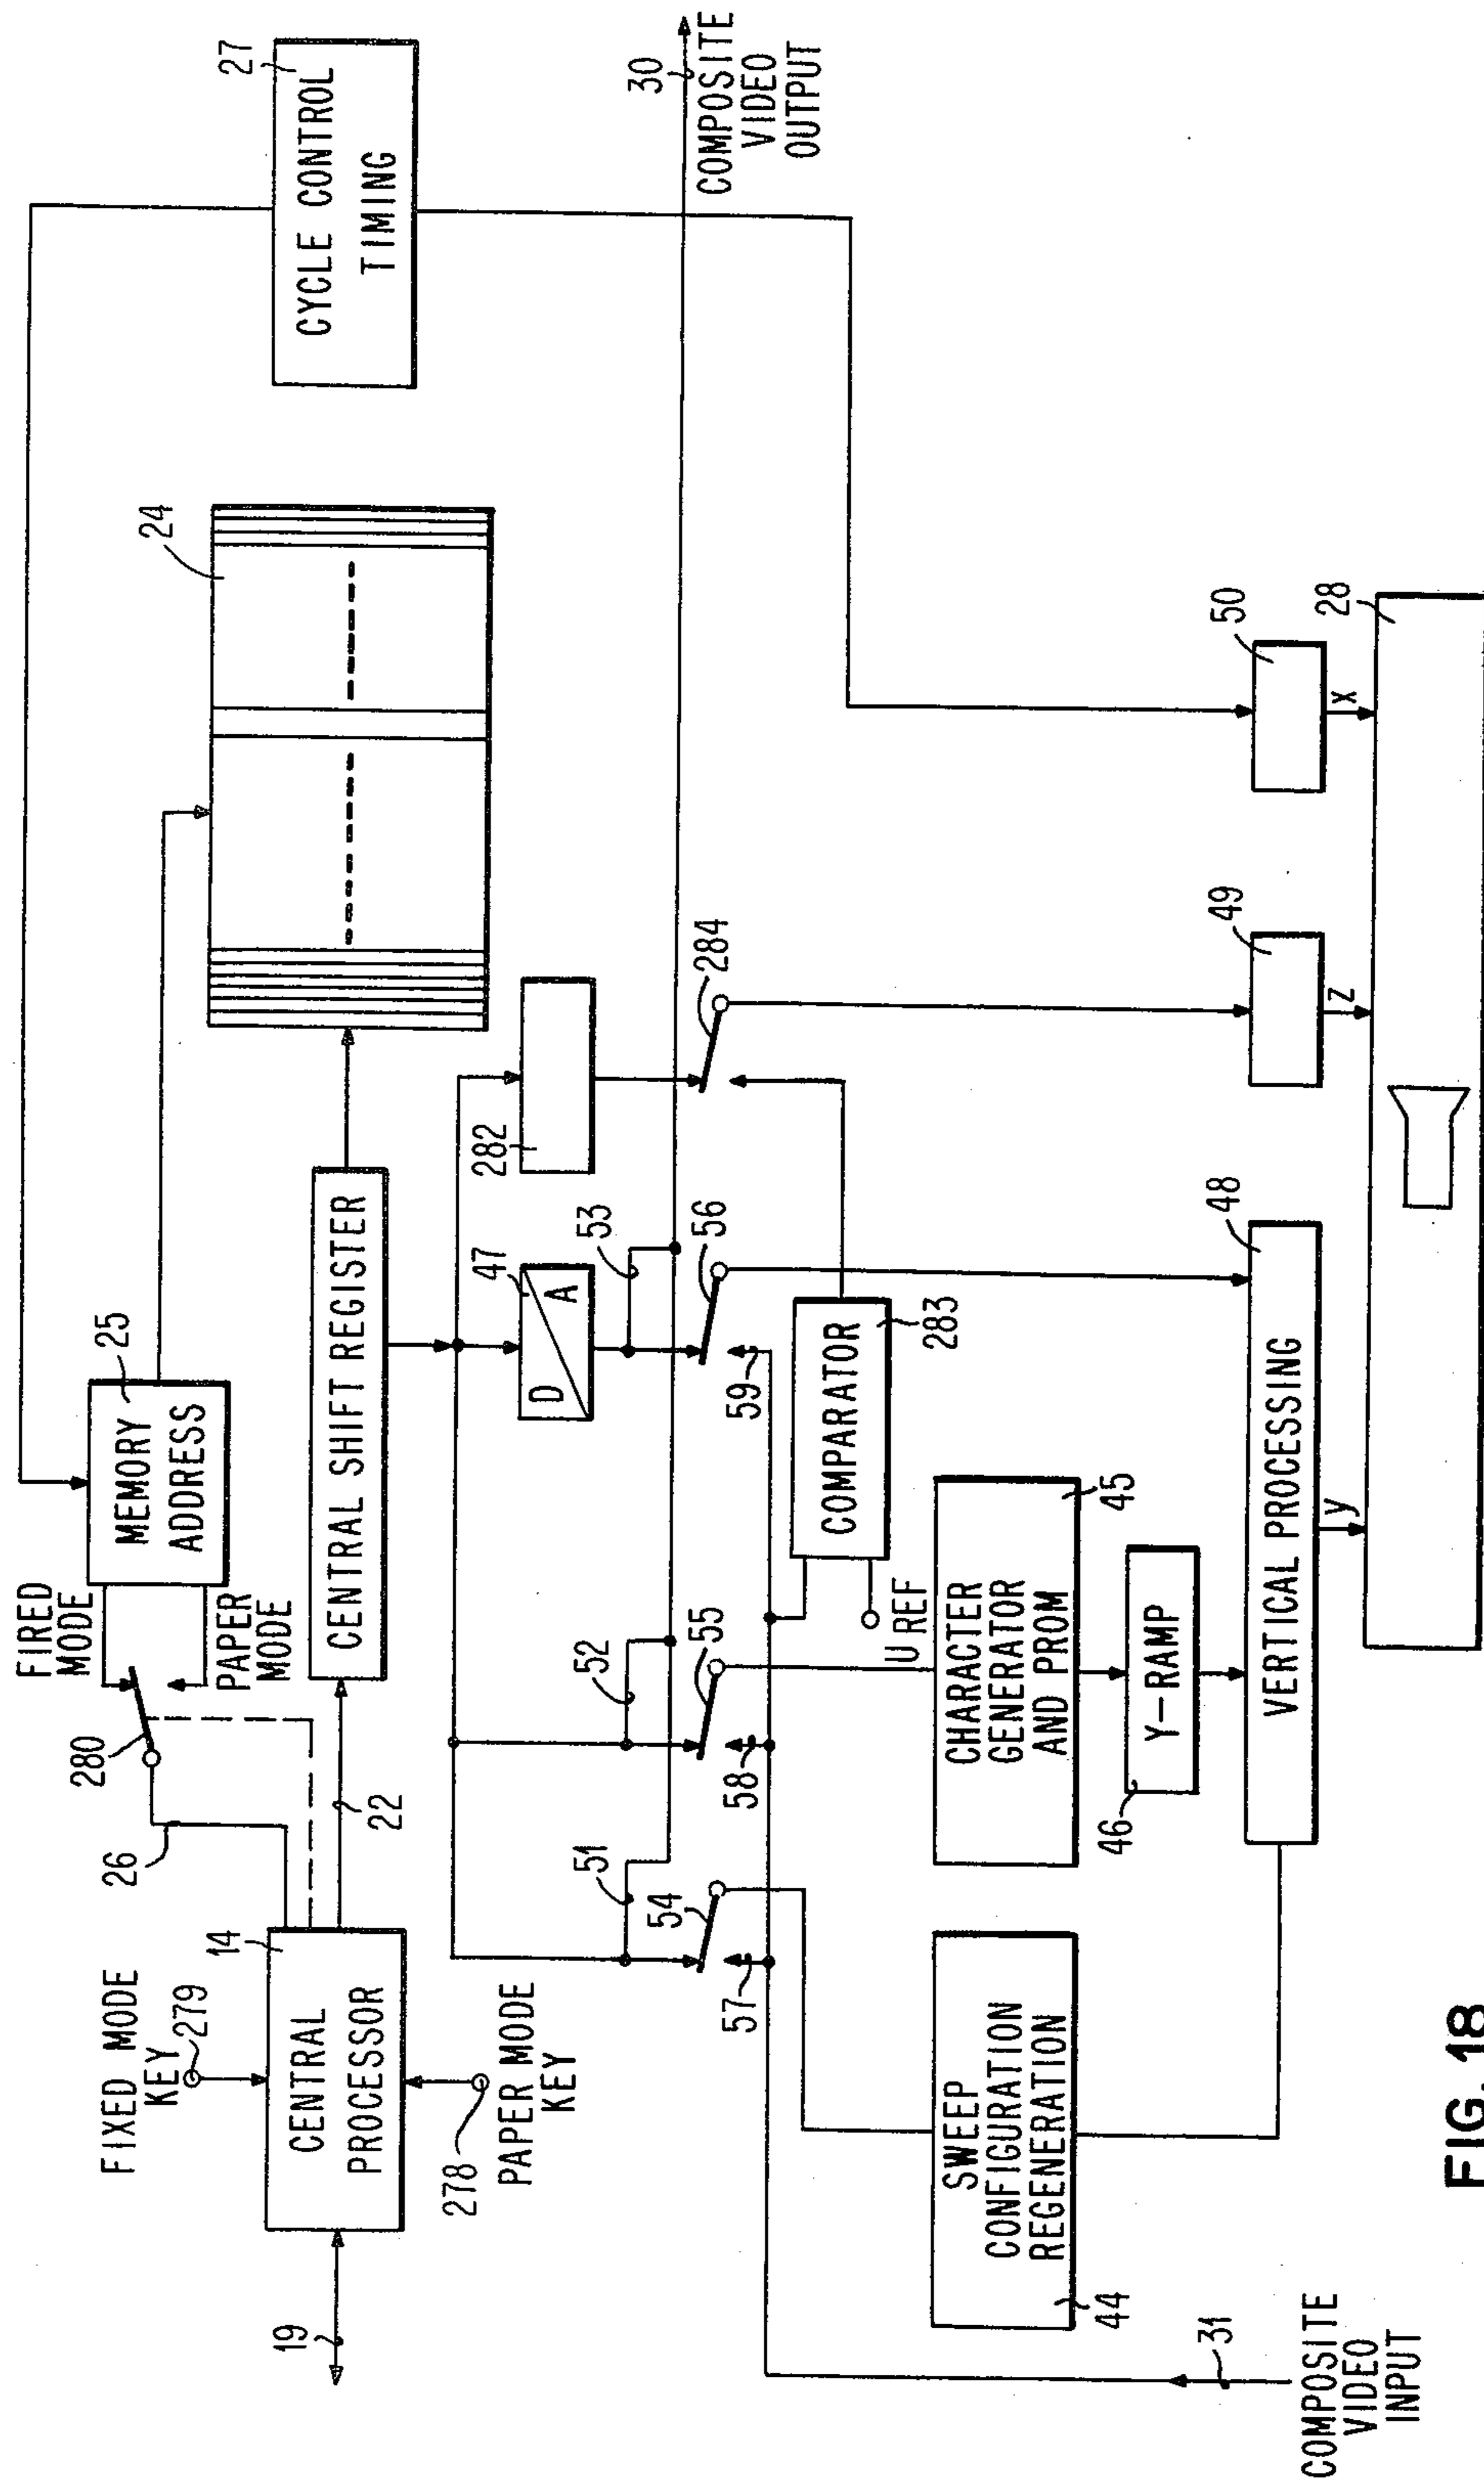 FIXED MODE
KEY
279
14
CENTRAL
PROCESSOR
19
278
PAPER MODE
KEY
26
280
22
FIRED
MODE
PAPER
MODE
25
MEMORY
ADDRESS
CENTRAL SHIFT REGISTER
24
27
CYCLE CONTROL
TIMING
30
COMPOSITE
VIDEO
OUTPUT
51
52
53
47
D
A
282
54
55
56
284
57
58
59
COMPARATOR
283
U REF
SWEEP
CONFIGURATION
REGENERATION
44
CHARACTER
GENERATOR
AND PROM
45
Y-RAMP
46
VERTICAL PROCESSING
48
49
50
y
z
x
28
31
COMPOSITE
VIDEO
INPUT
FIG. 18